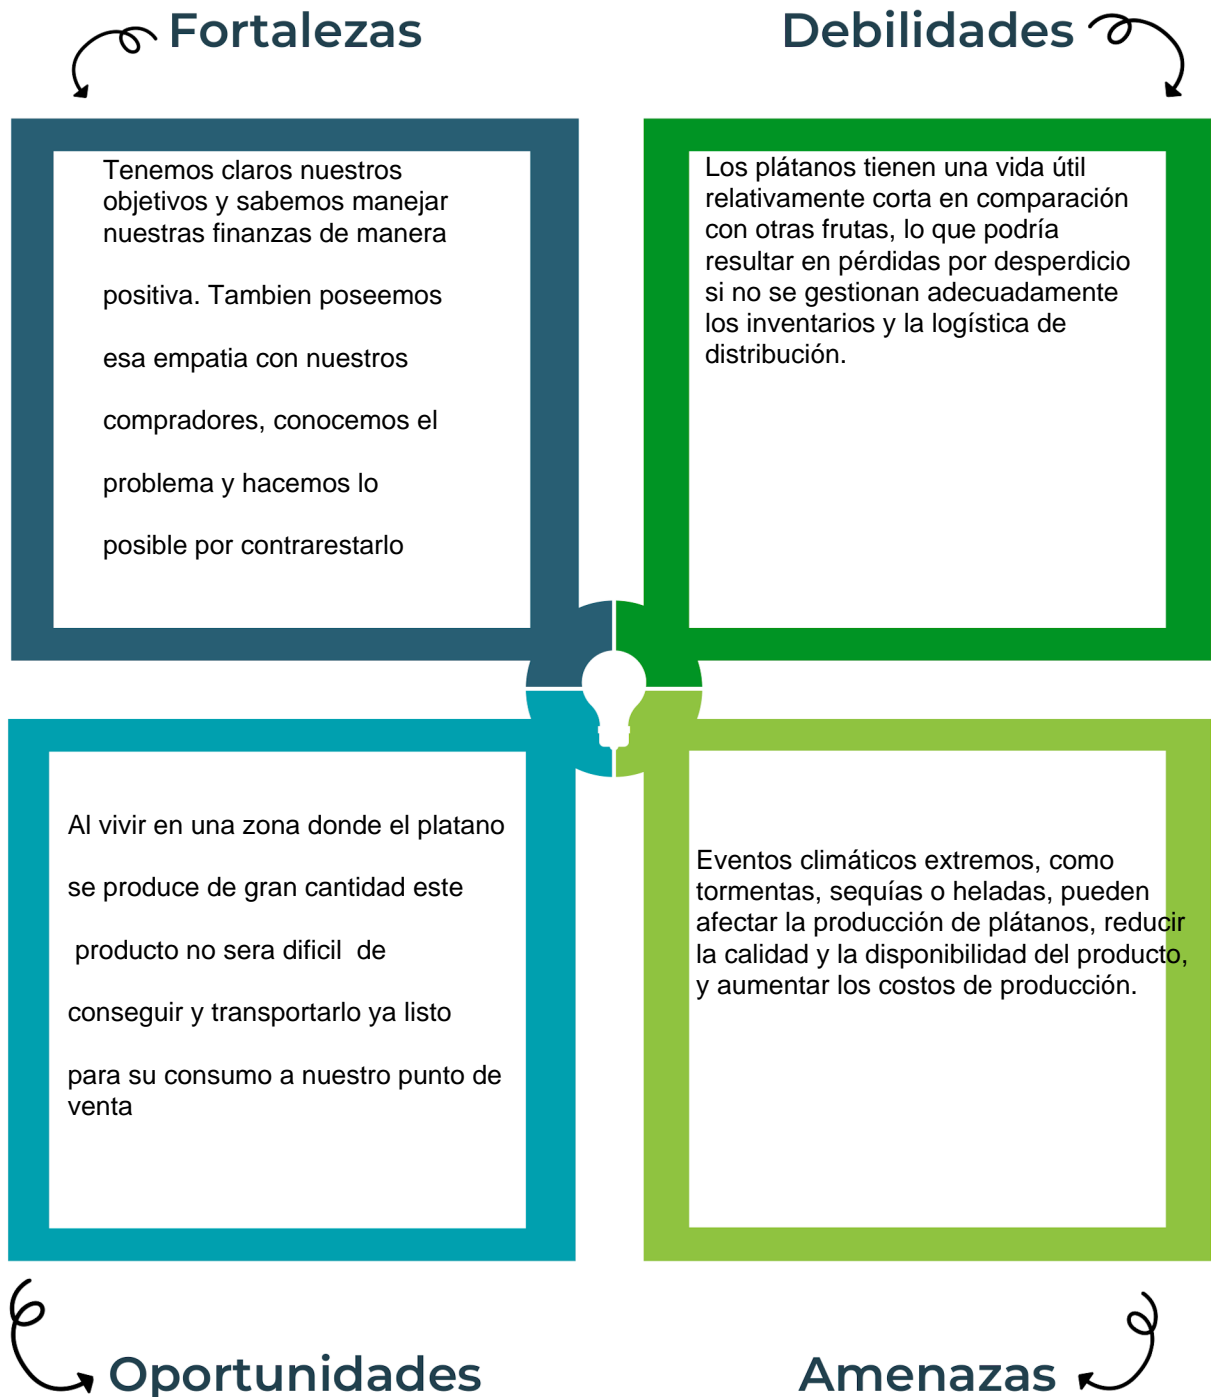 Fortalezas
Tenemos claros nuestros
objetivos y sabemos manejar
nuestras finanzas de manera
positiva. Tambien poseemos
esa empatia con nuestros
compradores, conocemos el
problema y hacemos lo
posible por contrarestarlo
Debilidades
Los plátanos tienen una vida útil
relativamente corta en comparación
con otras frutas, lo que podría
resultar en pérdidas por desperdicio
si no se gestionan adecuadamente
los inventarios y la logística de
distribución.
Al vivir en una zona donde el platano
se produce de gran cantidad este
producto no sera dificil de
conseguir y transportarlo ya listo
para su consumo a nuestro punto de
venta
Oportunidades
Eventos climáticos extremos, como
tormentas, sequías o heladas, pueden
afectar la producción de plátanos, reducir
la calidad y la disponibilidad del producto,
y aumentar los costos de producción.
Amenazas